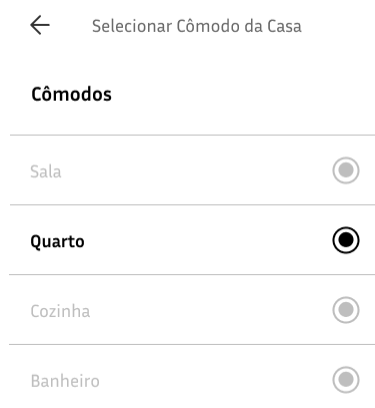 Selecionar Cômodo da Casa
Cômodos
Sala
Quarto
Cozinha
Banheiro